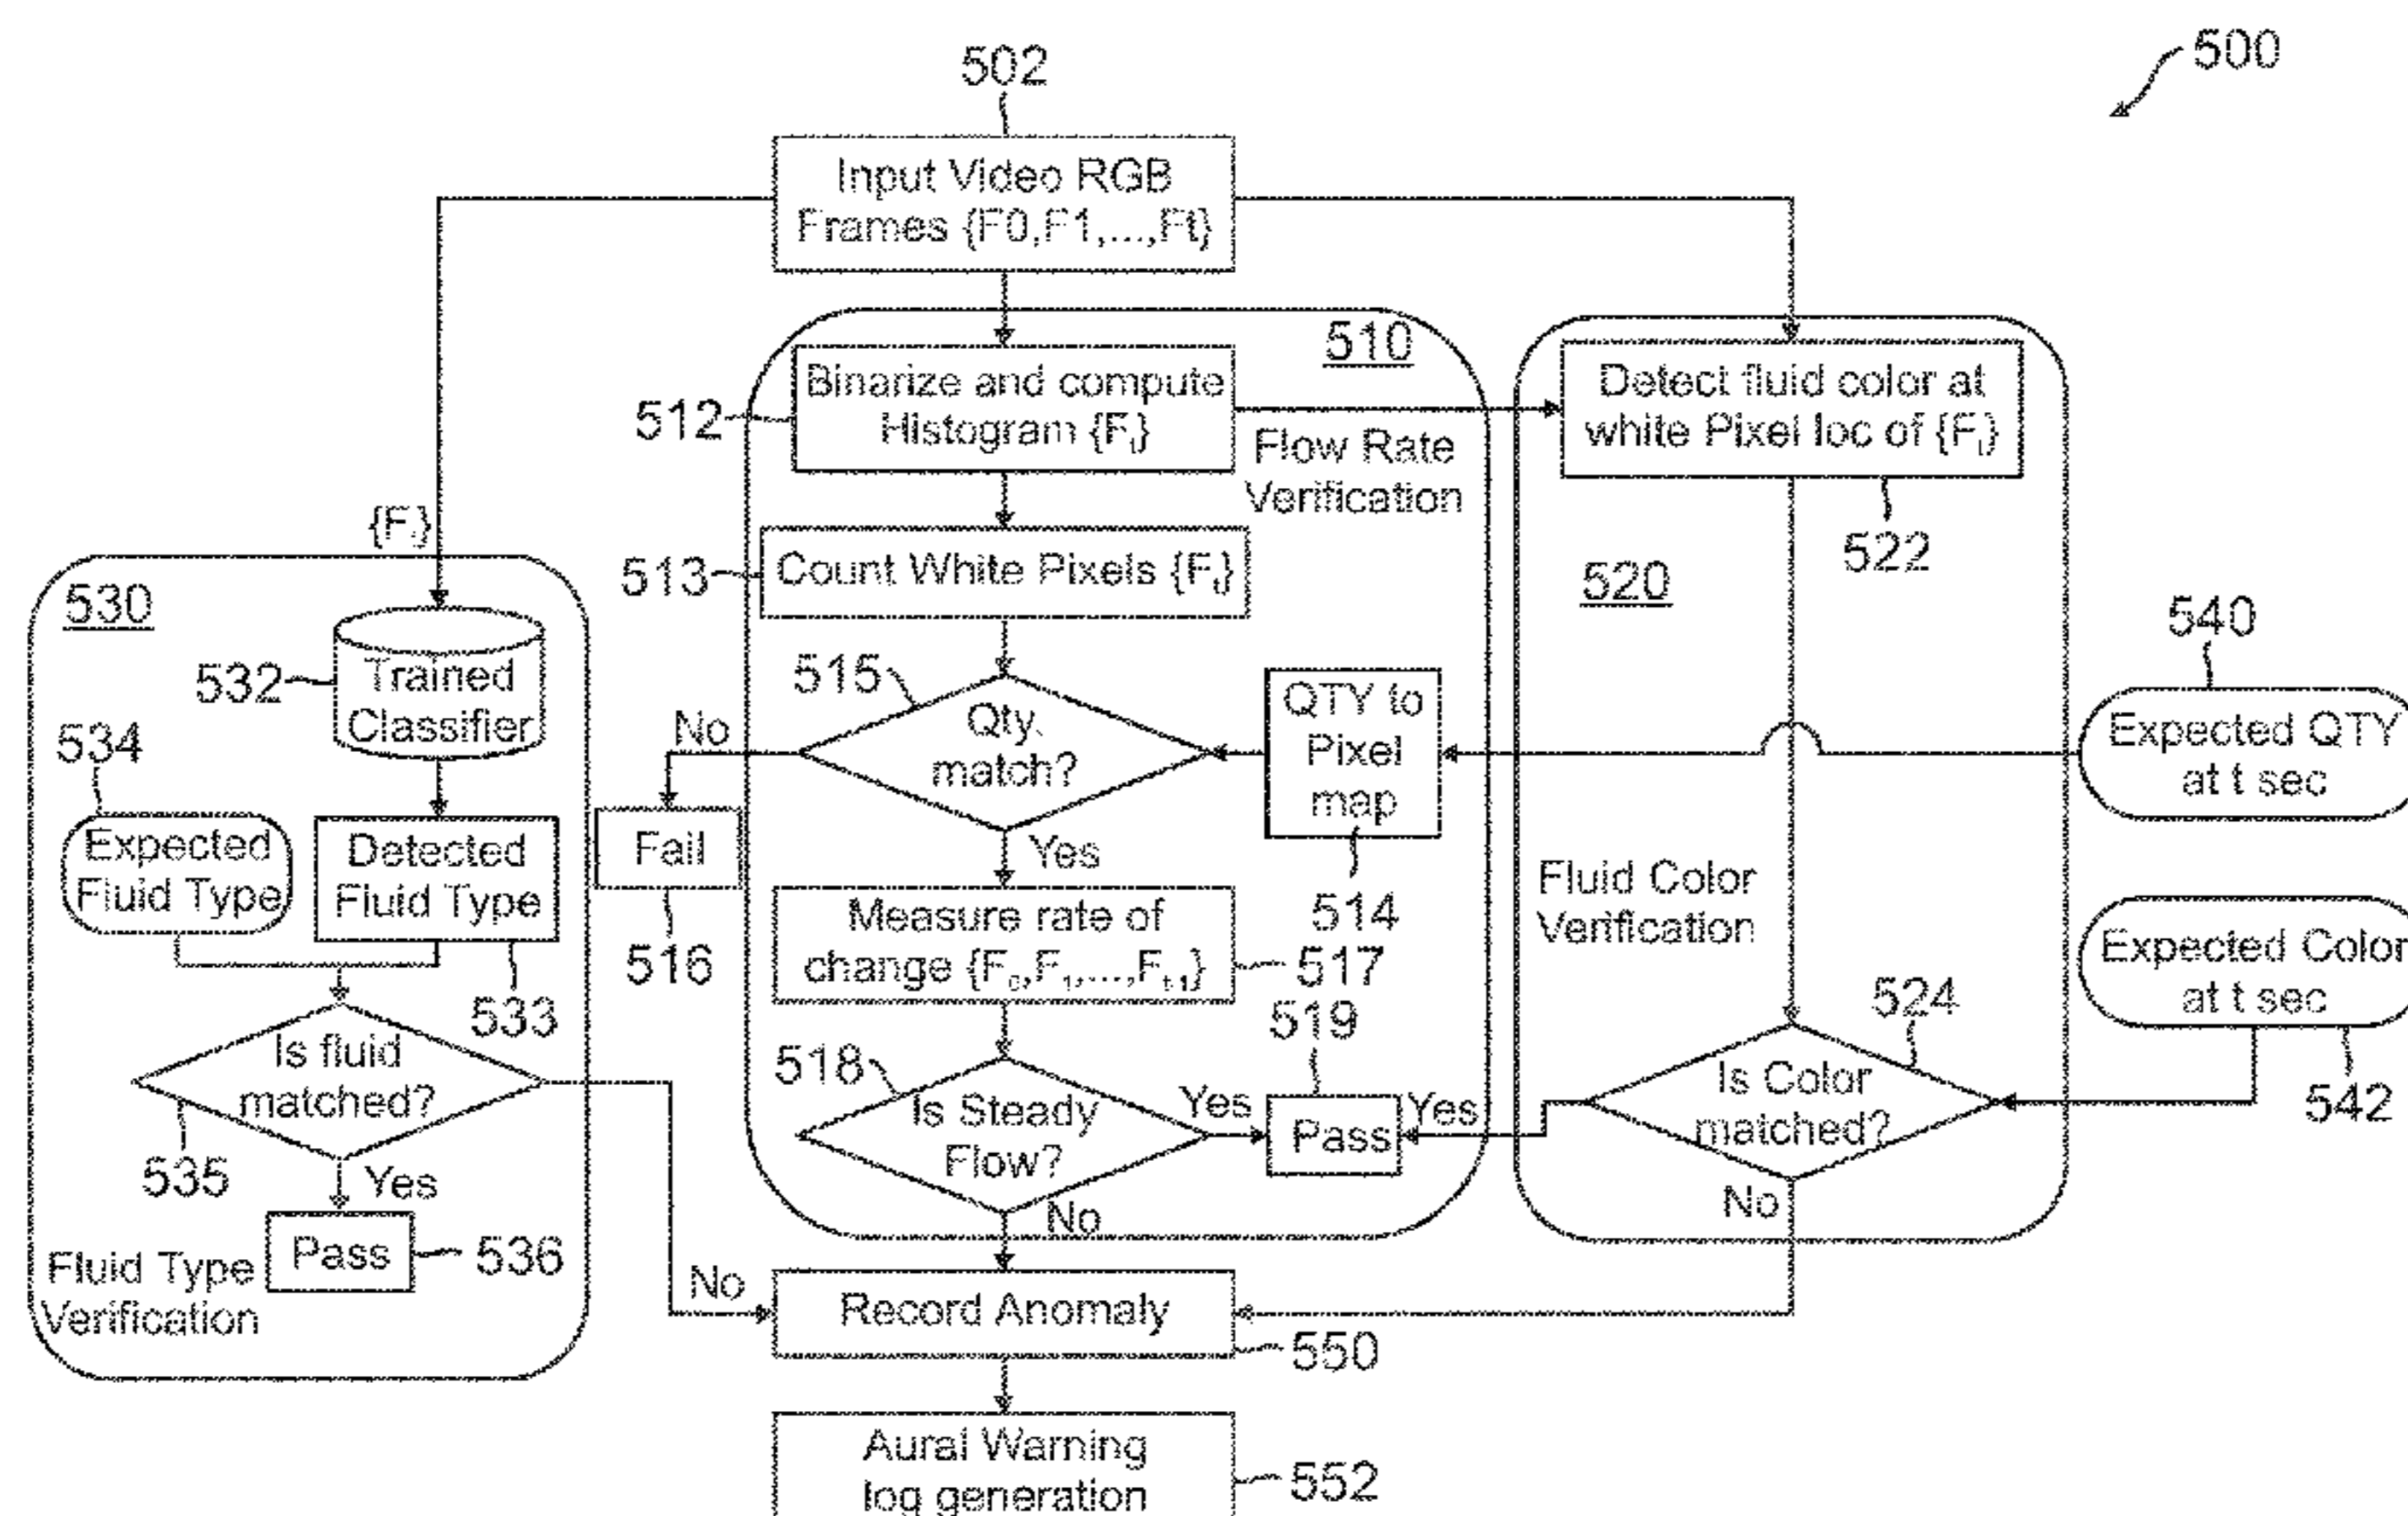 500
502
Input Video RGB
Frames {F0,F1,...,Ft}
510
Binarize and compute
Histogram {Ft}
512
Flow Rate
Verification
Detect fluid color at
white Pixel loc of {Ft}
522
520
{Ft}
513
Count White Pixels {Ft}
530
532
Trained
Classifier
515
Qty.
match?
No
QTY to
Pixel
map
514
540
Expected QTY
at t sec
534
Expected
Fluid Type
Detected
Fluid Type
533
Fail
516
Yes
Measure rate of
change {F0,F1,...,Ft-1}
517
Fluid Color
Verification
Expected Color
at t sec
542
524
Is Color
matched?
Is fluid
matched?
535
518
Is Steady
Flow?
Yes
519
Pass
Yes
No
No
Yes
Pass
536
Fluid Type
Verification
No
Record Anomaly
550
Aural Warning
log generation
552